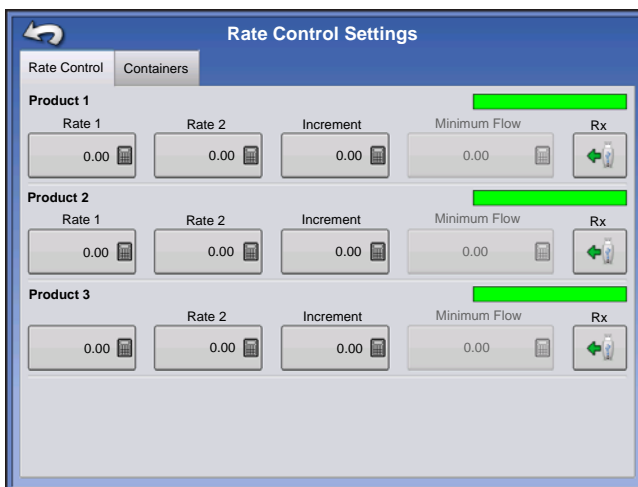 Rate Control Settings
Rate Control Containers
Product 1
Rate 1 Rate 2 Increment Minimum Flow Rx
0.00 0.00 0.00 0.00
Product 2
Rate 1 Rate 2 Increment Minimum Flow Rx
0.00 0.00 0.00 0.00
Product 3
Rate 2 Increment Minimum Flow Rx
0.00 0.00 0.00 0.00